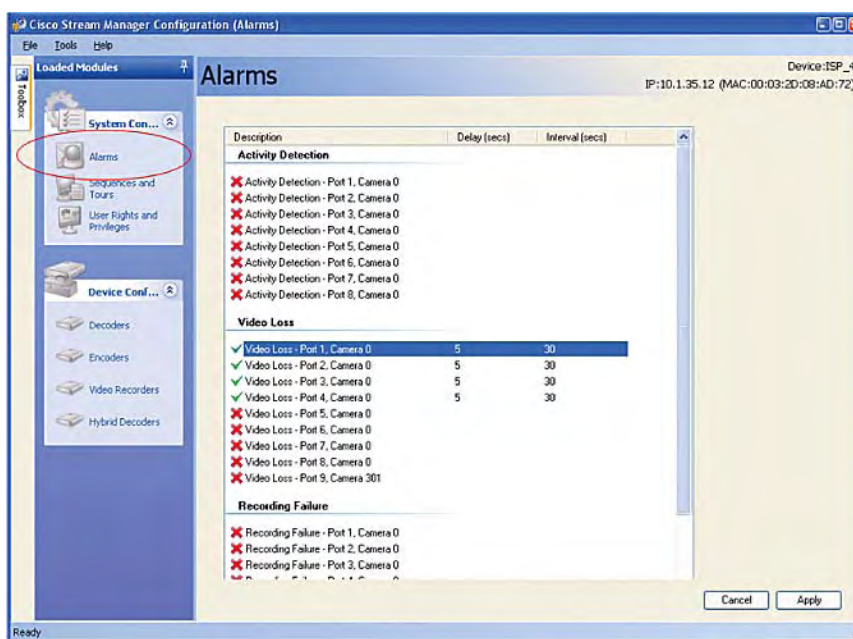 Cisco Stream Manager Configuration (Alarms)
File Tools Help
Toolbox
Loaded Modules
System Con...
Alarms
Sequences and
Tours
User Rights and
Privileges
Device Conf...
Decoders
Encoders
Video Recorders
Hybrid Decoders
Alarms
Device:ISP_4
IP:10.1.35.12 (MAC:00:03:2D:08:AD:72)
Description Delay (secs) Interval (secs)
Activity Detection
Activity Detection - Port 1, Camera 0
Activity Detection - Port 2, Camera 0
Activity Detection - Port 3, Camera 0
Activity Detection - Port 4, Camera 0
Activity Detection - Port 5, Camera 0
Activity Detection - Port 6, Camera 0
Activity Detection - Port 7, Camera 0
Activity Detection - Port 8, Camera 0
Video Loss
Video Loss - Port 1, Camera 0 5 30
Video Loss - Port 2, Camera 0 5 30
Video Loss - Port 3, Camera 0 5 30
Video Loss - Port 4, Camera 0 5 30
Video Loss - Port 5, Camera 0
Video Loss - Port 6, Camera 0
Video Loss - Port 7, Camera 0
Video Loss - Port 8, Camera 0
Video Loss - Port 9, Camera 301
Recording Failure
Recording Failure - Port 1, Camera 0
Recording Failure - Port 2, Camera 0
Recording Failure - Port 3, Camera 0
Cancel Apply
Ready